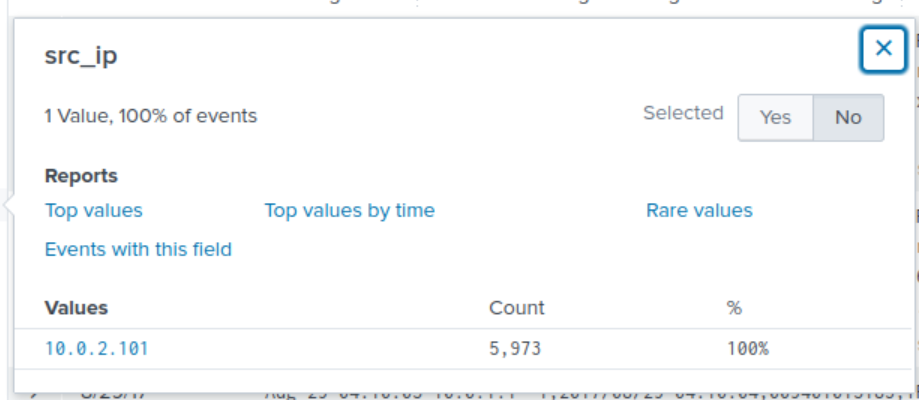 src_ip
1 Value, 100% of events
Selected Yes No
Reports
Top values Top values by time Rare values
Events with this field
Values Count %
10.0.2.101 5,973 100%